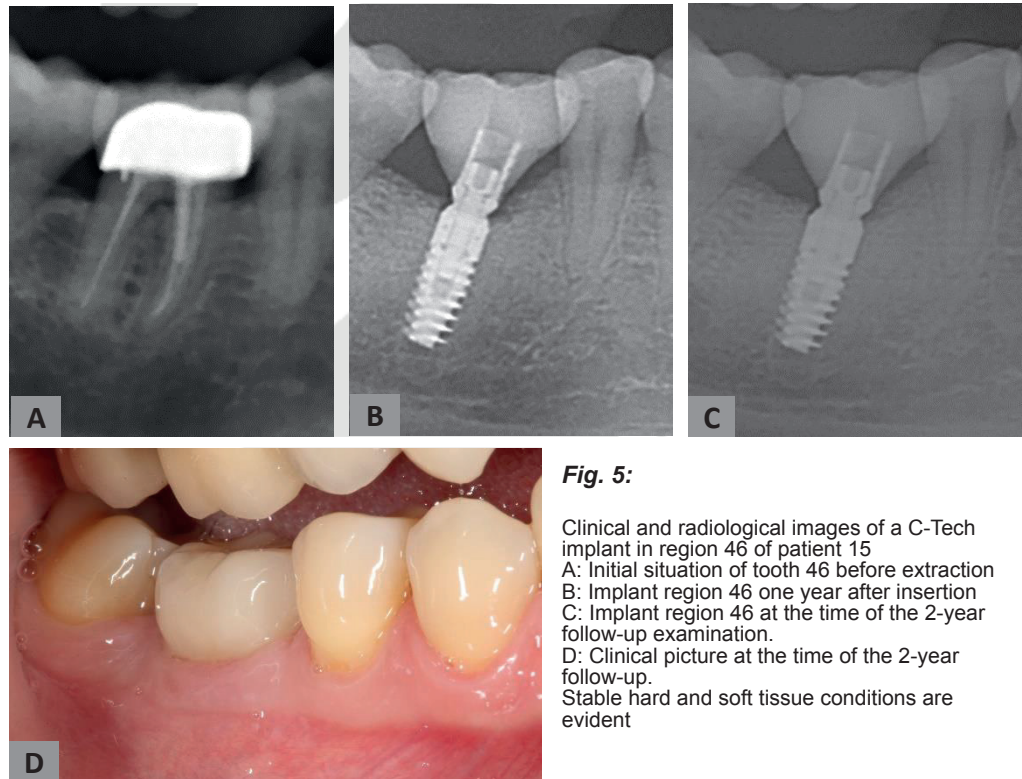 A
B
C
D
Fig. 5:
Clinical and radiological images of a C-Tech
implant in region 46 of patient 15
A: Initial situation of tooth 46 before extraction
B: Implant region 46 one year after insertion
C: Implant region 46 at the time of the 2-year
follow-up examination.
D: Clinical picture at the time of the 2-year
follow-up.
Stable hard and soft tissue conditions are
evident